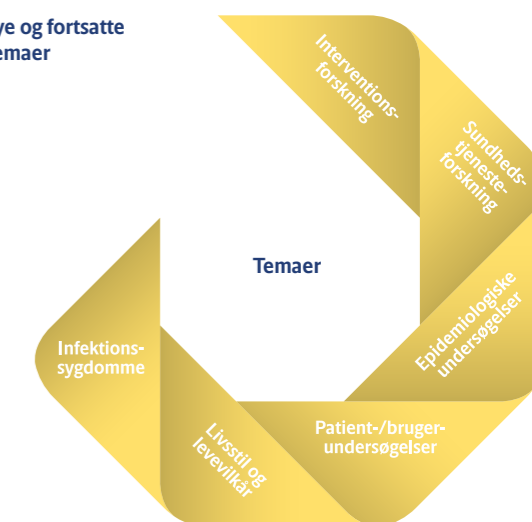 ye og fortsatte
emaer
Interventions-
forskning
Sundheds-
tjeneste-
forskning
Temaer
Epidemiologiske
undersøgelser
Infektions-
sygdomme
Patient-/bruger-
undersøgelser
Livsstil og
levevilkår